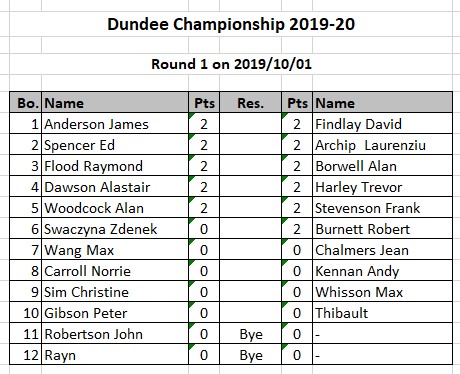 Dundee Championship 2019-20
Round 1 on 2019/10/01
Bo. Name Pts Res. Pts Name
1 Anderson James 2 2 Findlay David
2 Spencer Ed 2 2 Archip Laurenziu
3 Flood Raymond 2 2 Borwell Alan
4 Dawson Alastair 2 2 Harley Trevor
5 Woodcock Alan 2 2 Stevenson Frank
6 Swaczyna Zdenek 0 2 Burnett Robert
7 Wang Max 0 0 Chalmers Jean
8 Carroll Norrie 0 0 Kennan Andy
9 Sim Christine 0 0 Whisson Max
10 Gibson Peter 0 0 Thibault
11 Robertson John 0 Bye 0 -
12 Rayn 0 Bye 0 -